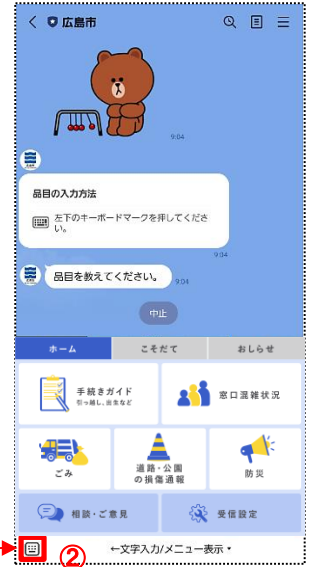 広島市
9:04
品目の入力方法
左下のキーボードマークを押してくださ
い。
9:04
品目を教えてください。
9:04
中止
ホーム
こそだて
おしらせ
手続きガイド
引っ越し、出生など
窓口混雑状況
ごみ
道路・公園
の損傷通報
防災
相談・ご意見
受信設定
②
←文字入力/メニュー表示▾